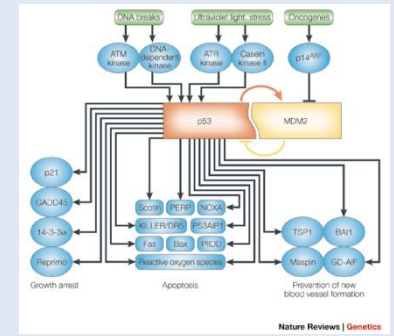 DNA breaks
Ultraviolet light, stress
Oncogenes
ATM
kinase
DNA-
dependent
kinase
ATR
kinase
Casein
kinase II
p14ARF
p53
MDM2
p21
GADD45
14-3-3σ
Reprimo
Scotin
PERP
NOXA
KILLER/DR5
P53AIP1
Fas
Bax
PIDD
Reactive oxygen species
TSP1
BAI1
Maspin
GD-AiF
Growth arrest
Apoptosis
Prevention of new
blood vessel formation
Nature Reviews | Genetics